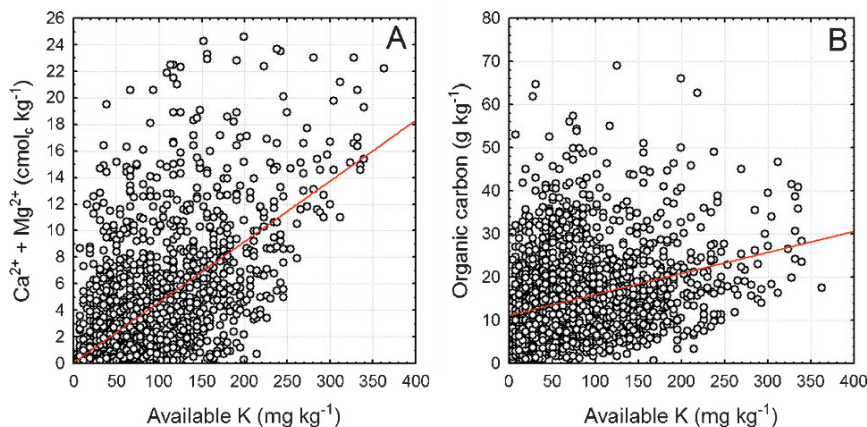 A
Ca²⁺ + Mg²⁺ (cmol꜀ kg⁻¹)
26
24
22
20
18
16
14
12
10
8
6
4
2
0
0 50 100 150 200 250 300 350 400
Available K (mg kg⁻¹)
B
Organic carbon (g kg⁻¹)
80
70
60
50
40
30
20
10
0
0 50 100 150 200 250 300 350 400
Available K (mg kg⁻¹)